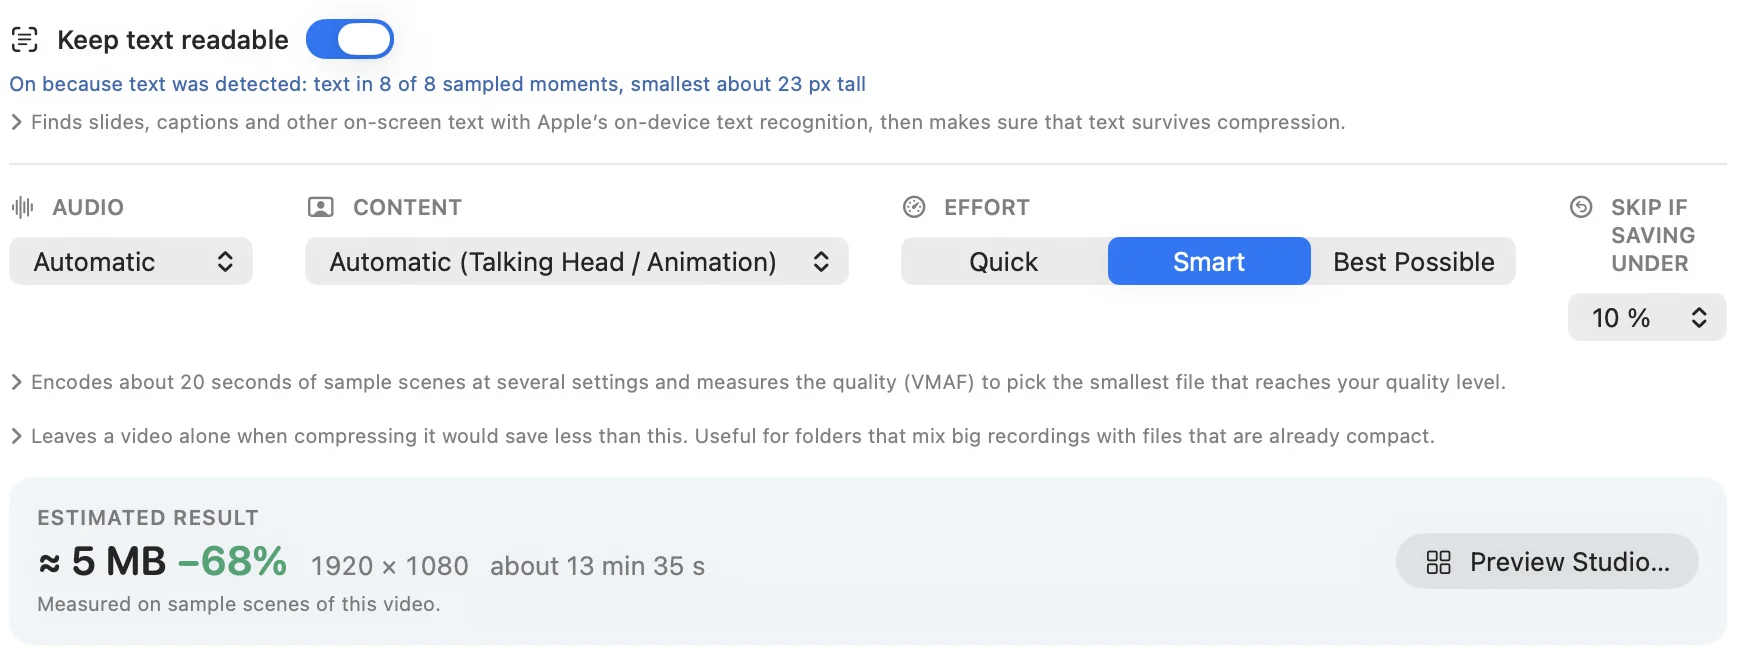 Keep text readable
On because text was detected: text in 8 of 8 sampled moments, smallest about 23 px tall
Finds slides, captions and other on-screen text with Apple’s on-device text recognition, then makes sure that text survives compression.
AUDIO
Automatic
CONTENT
Automatic (Talking Head / Animation)
EFFORT
Quick
Smart
Best Possible
SKIP IF
SAVING
UNDER
10 %
Encodes about 20 seconds of sample scenes at several settings and measures the quality (VMAF) to pick the smallest file that reaches your quality level.
Leaves a video alone when compressing it would save less than this. Useful for folders that mix big recordings with files that are already compact.
ESTIMATED RESULT
≈ 5 MB −68% 1920 × 1080 about 13 min 35 s
Measured on sample scenes of this video.
Preview Studio...